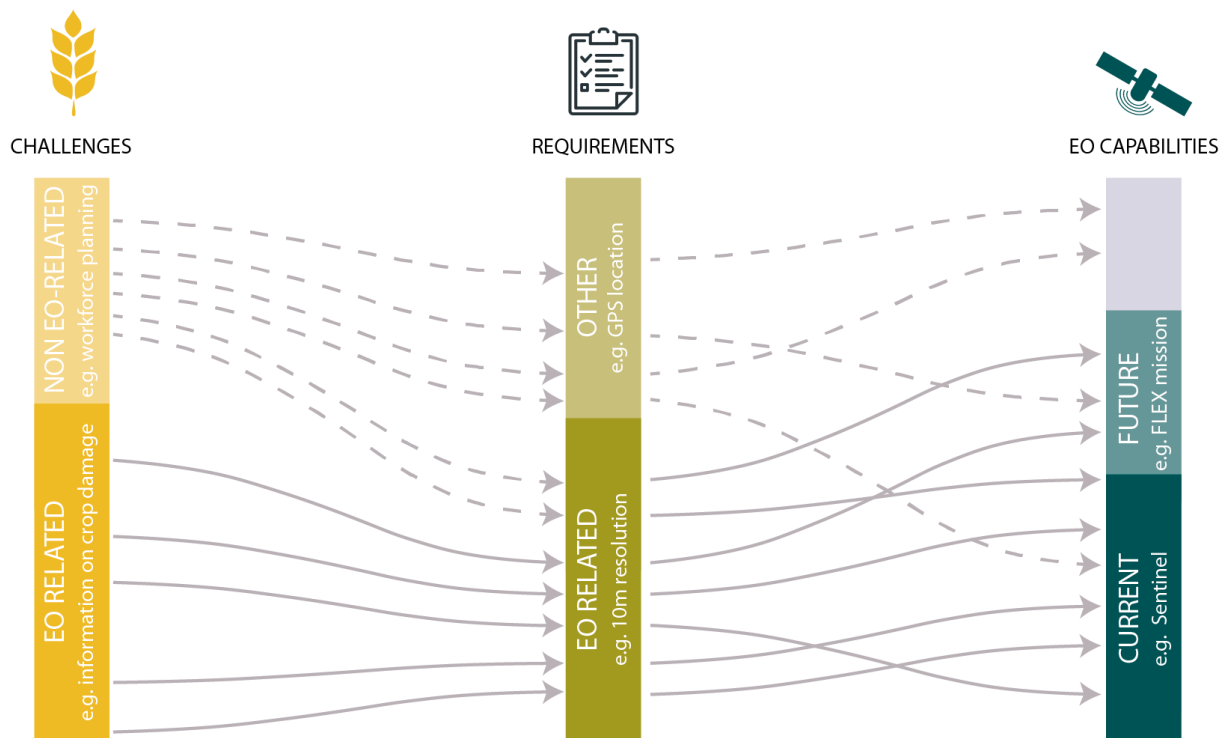 CHALLENGES
REQUIREMENTS
EO CAPABILITIES
NON EO-RELATED
e.g. workforce planning
EO RELATED
e.g. information on crop damage
OTHER
e.g. GPS location
EO RELATED
e.g. 10m resolution
FUTURE
e.g. FLEX mission
CURRENT
e.g. Sentinel